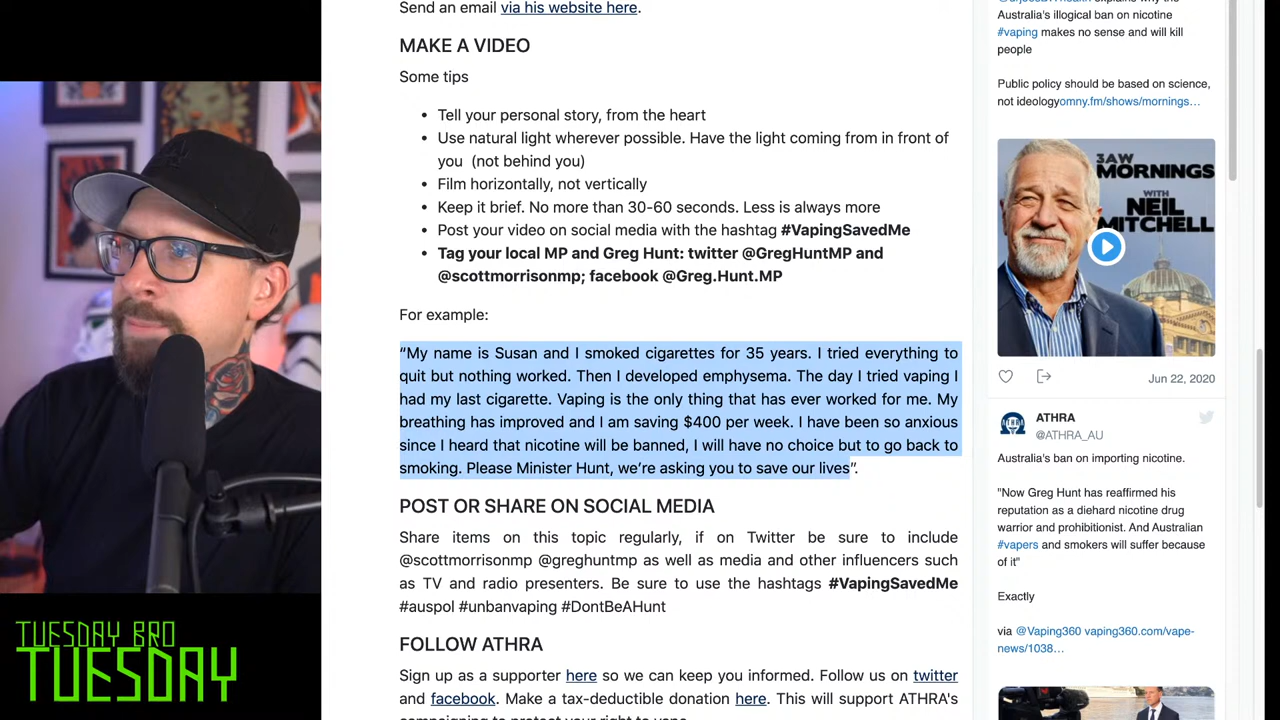 Send an email via his website here.
MAKE A VIDEO
Some tips
• Tell your personal story, from the heart
• Use natural light wherever possible. Have the light coming from in front of
you (not behind you)
• Film horizontally, not vertically
• Keep it brief. No more than 30-60 seconds. Less is always more
• Post your video on social media with the hashtag #VapingSavedMe
• Tag your local MP and Greg Hunt: twitter @GregHuntMP and
@scottmorrisonmp; facebook @Greg.Hunt.MP
For example:
“My name is Susan and I smoked cigarettes for 35 years. I tried everything to
quit but nothing worked. Then I developed emphysema. The day I tried vaping I
had my last cigarette. Vaping is the only thing that has ever worked for me. My
breathing has improved and I am saving $400 per week. I have been so anxious
since I heard that nicotine will be banned, I will have no choice but to go back to
smoking. Please Minister Hunt, we’re asking you to save our lives”.
POST OR SHARE ON SOCIAL MEDIA
Share items on this topic regularly, if on Twitter be sure to include
@scottmorrisonmp @greghuntmp as well as media and other influencers such
as TV and radio presenters. Be sure to use the hashtags #VapingSavedMe
#auspol #unbanvaping #DontBeAHunt
FOLLOW ATHRA
Sign up as a supporter here so we can keep you informed. Follow us on twitter
and facebook. Make a tax-deductible donation here. This will support ATHRA's
Australia's illogical ban on nicotine
#vaping makes no sense and will kill
people
Public policy should be based on science,
not ideologyomny.fm/shows/mornings…
3AW
MORNINGS
WITH
NEIL
MITCHELL
Jun 22, 2020
ATHRA
@ATHRA_AU
Australia's ban on importing nicotine.
"Now Greg Hunt has reaffirmed his
reputation as a diehard nicotine drug
warrior and prohibitionist. And Australian
#vapers and smokers will suffer because
of it"
Exactly
via @Vaping360 vaping360.com/vape-
news/1038…
TUESDAY BRO
TUESDAY